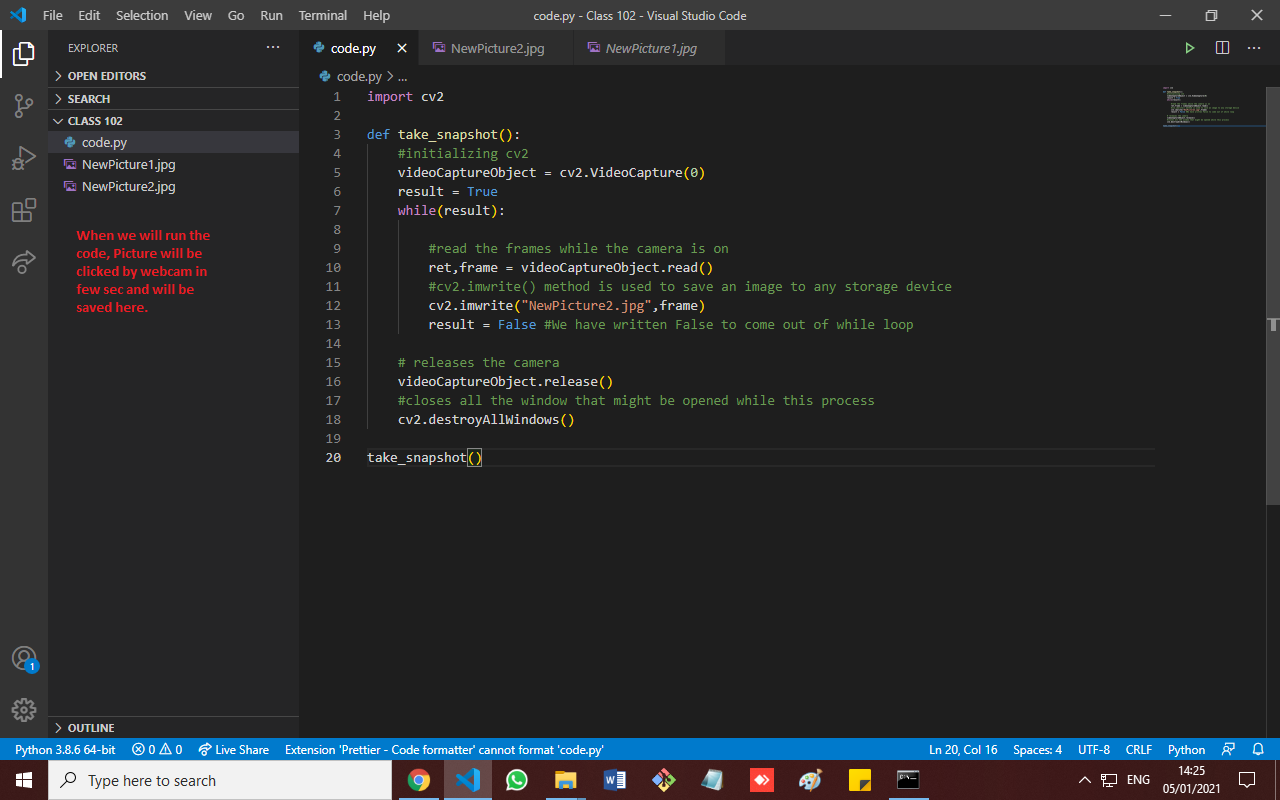 File Edit Selection View Go Run Terminal Help
code.py - Class 102 - Visual Studio Code
EXPLORER
OPEN EDITORS
SEARCH
CLASS 102
code.py
NewPicture1.jpg
NewPicture2.jpg
When we will run the
code, Picture will be
clicked by webcam in
few sec and will be
saved here.
OUTLINE
code.py NewPicture2.jpg NewPicture1.jpg
code.py > ...
1 import cv2
2
3 def take_snapshot():
4 #initializing cv2
5 videoCaptureObject = cv2.VideoCapture(0)
6 result = True
7 while(result):
8
9 #read the frames while the camera is on
10 ret,frame = videoCaptureObject.read()
11 #cv2.imwrite() method is used to save an image to any storage device
12 cv2.imwrite("NewPicture2.jpg",frame)
13 result = False #We have written False to come out of while loop
14
15 # releases the camera
16 videoCaptureObject.release()
17 #closes all the window that might be opened while this process
18 cv2.destroyAllWindows()
19
20 take_snapshot()
1
Python 3.8.6 64-bit 0 0 Live Share Extension 'Prettier - Code formatter' cannot format 'code.py' Ln 20, Col 16 Spaces: 4 UTF-8 CRLF Python
Type here to search
ENG
14:25
05/01/2021